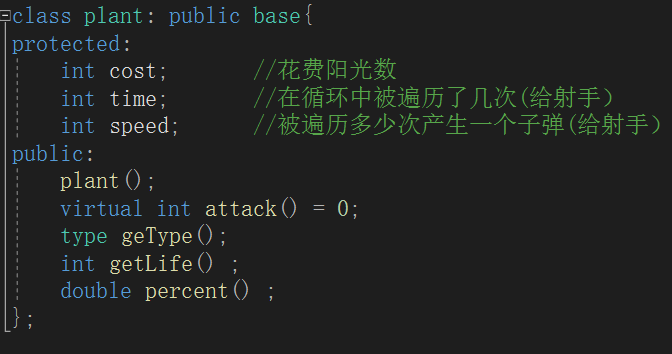 class plant: public base{
protected:
int cost; //花费阳光数
int time; //在循环中被遍历了几次(给射手）
int speed; //被遍历多少次产生一个子弹(给射手）
public:
plant();
virtual int attack() = 0;
type geType();
int getLife() ;
double percent() ;
};